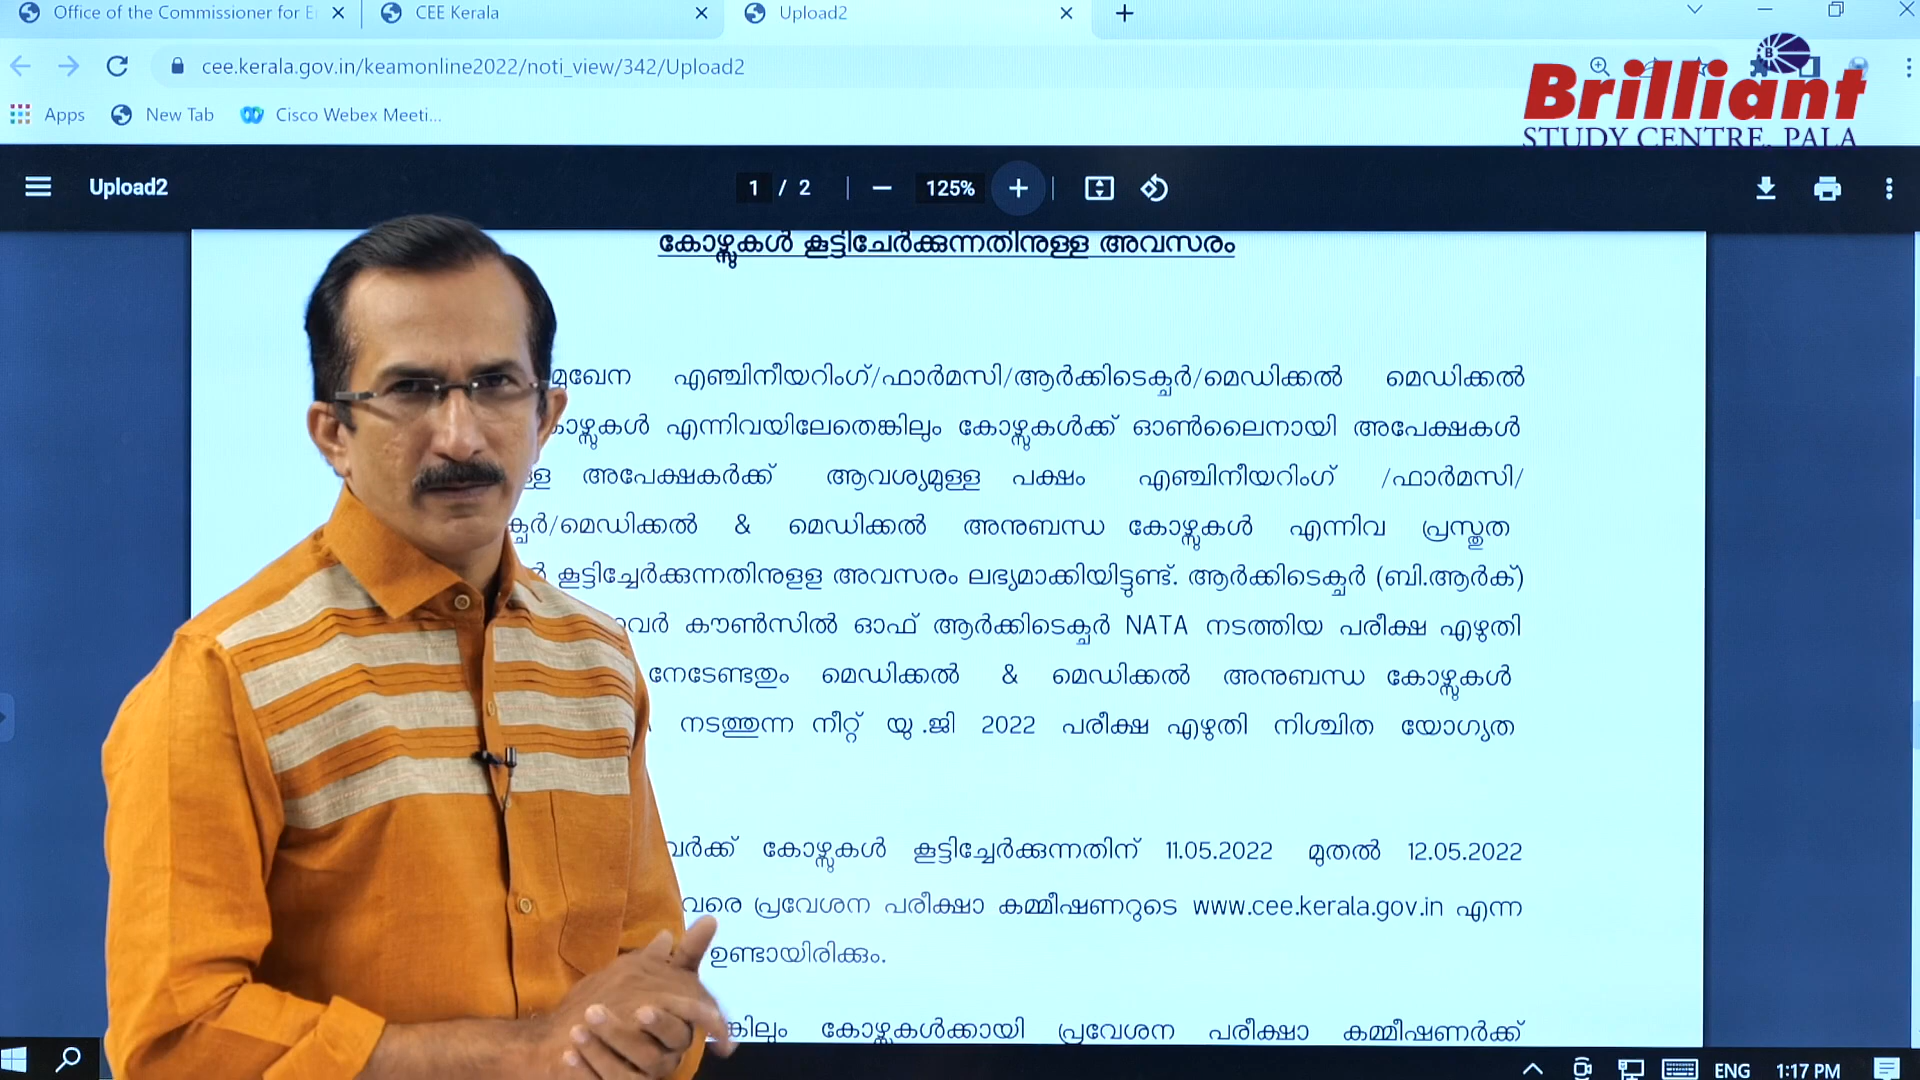 Office of the Commissioner for E
CEE Kerala
Upload2
cee.kerala.gov.in/keamonline2022/noti_view/342/Upload2
Apps
New Tab
Cisco Webex Meeti...
Brilliant
STUDY CENTRE, PALA
Upload2
1 / 2
125%
കോഴ്സുകൾ കൂട്ടിചേർക്കുന്നതിനുള്ള അവസരം
മുഖേന എഞ്ചിനീയറിംഗ്/ഫാർമസി/ആർക്കിടെക്ചർ/മെഡിക്കൽ മെഡിക്കൽ
കോഴ്സുകൾ എന്നിവയിലേതെങ്കിലും കോഴ്സുകൾക്ക് ഓൺലൈനായി അപേക്ഷകൾ
അപേക്ഷകർക്ക് ആവശ്യമുള്ള പക്ഷം എഞ്ചിനീയറിംഗ് /ഫാർമസി/
/മെഡിക്കൽ & മെഡിക്കൽ അനുബന്ധ കോഴ്സുകൾ എന്നിവ പ്രസ്തുത
കൂട്ടിച്ചേർക്കുന്നതിനുളള അവസരം ലഭ്യമാക്കിയിട്ടുണ്ട്. ആർക്കിടെക്ചർ (ബി.ആർക്)
കൗൺസിൽ ഓഫ് ആർക്കിടെക്ചർ NATA നടത്തിയ പരീക്ഷ എഴുതി
നേടേണ്ടതും മെഡിക്കൽ & മെഡിക്കൽ അനുബന്ധ കോഴ്സുകൾ
നടത്തുന്ന നീറ്റ് യു .ജി 2022 പരീക്ഷ എഴുതി നിശ്ചിത യോഗ്യത
കോഴ്സുകൾ കൂട്ടിച്ചേർക്കുന്നതിന് 11.05.2022 മുതൽ 12.05.2022
വരെ പ്രവേശന പരീക്ഷാ കമ്മീഷണറുടെ www.cee.kerala.gov.in എന്ന
ഉണ്ടായിരിക്കും.
കോഴ്സുകൾക്കായി പ്രവേശന പരീക്ഷാ കമ്മീഷണർക്ക്
ENG
1:17 PM